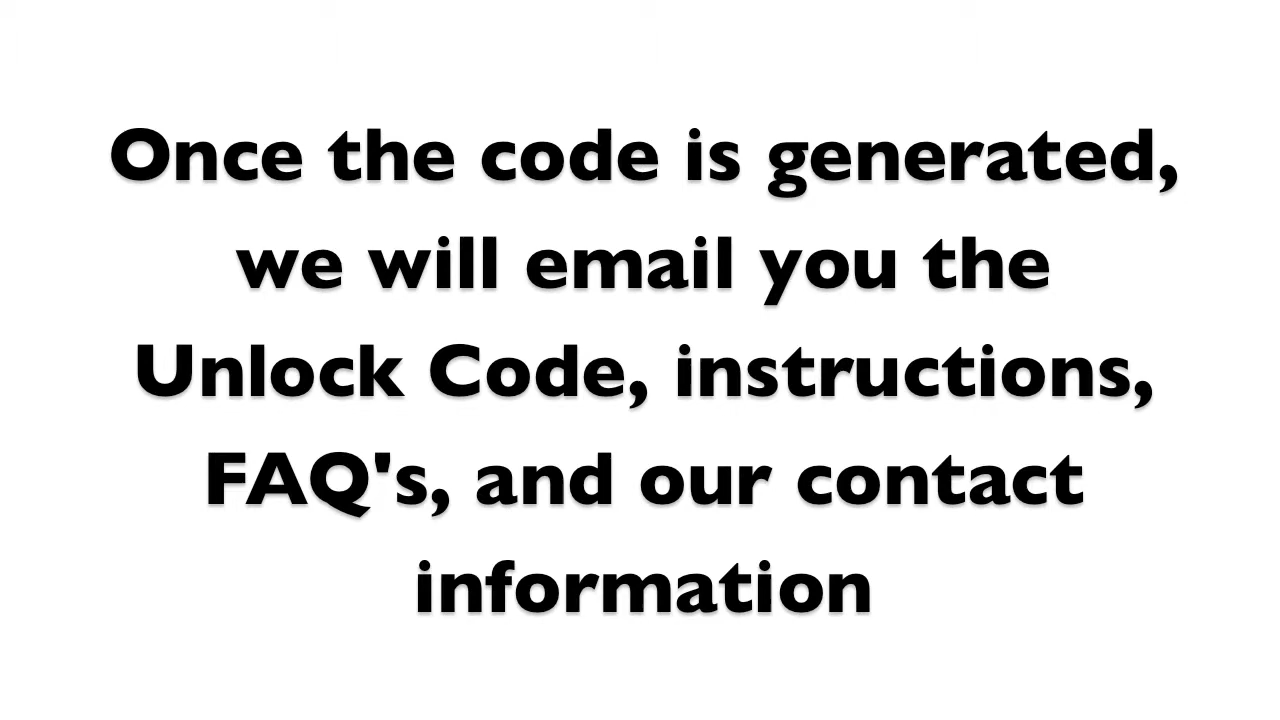 Once the code is generated,
we will email you the
Unlock Code, instructions,
FAQ's, and our contact
information